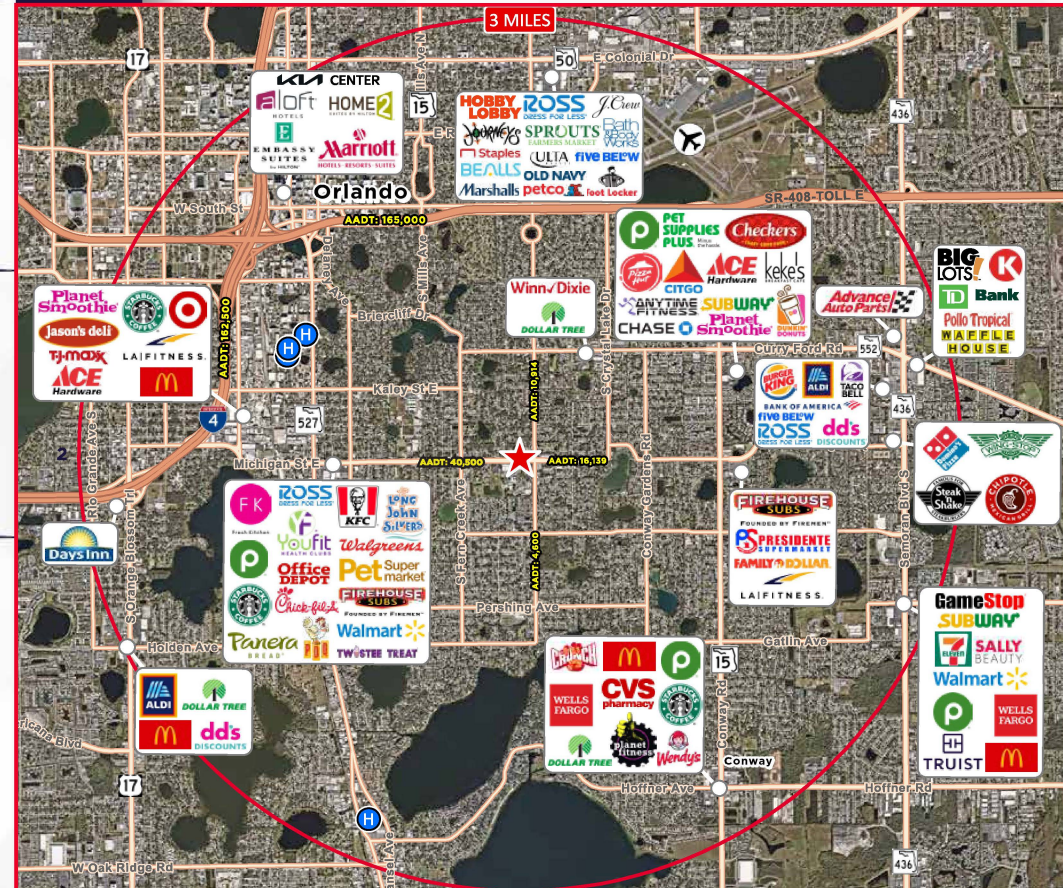 3 MILES
17
50
E Colonial Dr
KIA CENTER
aloft
HOTELS
HOME2
SUITES BY HILTON
E
EMBASSY
SUITES
by HILTON
Marriott
HOTELS • RESORTS • SUITES
15
436
HOBBY
LOBBY
ROSS
DRESS FOR LESS
J.Crew
JOURNEYS
SPROUTS
FARMERS MARKET
Bath
& Body
Works
Staples
ULTA
BEAUTY
five BELOW
BEALLS
OLD NAVY
Marshalls
petco
Foot Locker
Orlando
W South St
AADT: 165,000
SR-408-TOLL E
S Mills Ave
Briercliff Dr
PET
SUPPLIES
PLUS
Checkers
Pizza
Hut
CITGO
ACE
Hardware
keke's
BREAKFAST CAFE
ANYTIME
FITNESS
SUBWAY
CHASE
Planet
Smoothie
DUNKIN'
DONUTS
Winn Dixie
DOLLAR TREE
S Crystal Lake Dr
Advance
Auto Parts
BIG
LOTS!
K
TD Bank
Pollo Tropical
WAFFLE
HOUSE
Planet
Smoothie
STARBUCKS
COFFEE
Jason's deli
T.J.maxx
LA|FITNESS.
ACE
Hardware
AADT: 162,500
H
H
Curry Ford Rd
552
Kaley St E
AADT: 10,914
BURGER
KING
ALDI
TACO
BELL
BANK OF AMERICA
five BELOW
ROSS
DRESS FOR LESS
dd's
DISCOUNTS
436
4
527
Michigan St E
AADT: 40,500
AADT: 16,139
S Rio Grande Ave
2
Domino's
Pizza
WING STOP
Steak
'n
Shake
CHIPOTLE
MEXICAN GRILL
Days Inn
S Orange Blossom Trl
FK
Fresh Kitchen
ROSS
DRESS FOR LESS
KFC
LONG
JOHN
SILVER'S
Youfit
HEALTH CLUBS
Walgreens
Office
DEPOT
Pet Super
market
STARBUCKS
COFFEE
Chick-fil-&
FIREHOUSE
SUBS
FOUNDED BY FIREMEN
Panera
BREAD
PDQ
Walmart
TWISTEE TREAT
S Fern Creek Ave
AADT: 4,600
Conway Gardens Rd
S Semoran Blvd
FIREHOUSE
SUBS
FOUNDED BY FIREMEN
PRESIDENTE
SUPERMARKET
FAMILY DOLLAR
LA|FITNESS.
Pershing Ave
Holden Ave
Gatlin Ave
GameStop
SUBWAY
7
ELEVEN
SALLY
BEAUTY
Walmart
WELLS
FARGO
TRUIST
ALDI
DOLLAR TREE
dd's
DISCOUNTS
CRUNCH
WELLS
FARGO
CVS
pharmacy
STARBUCKS
COFFEE
DOLLAR TREE
planet
fitness
Wendy's
15
Conway Rd
Conway
Hoffner Ave
Hoffner Rd
17
H
W Oak Ridge Rd
436